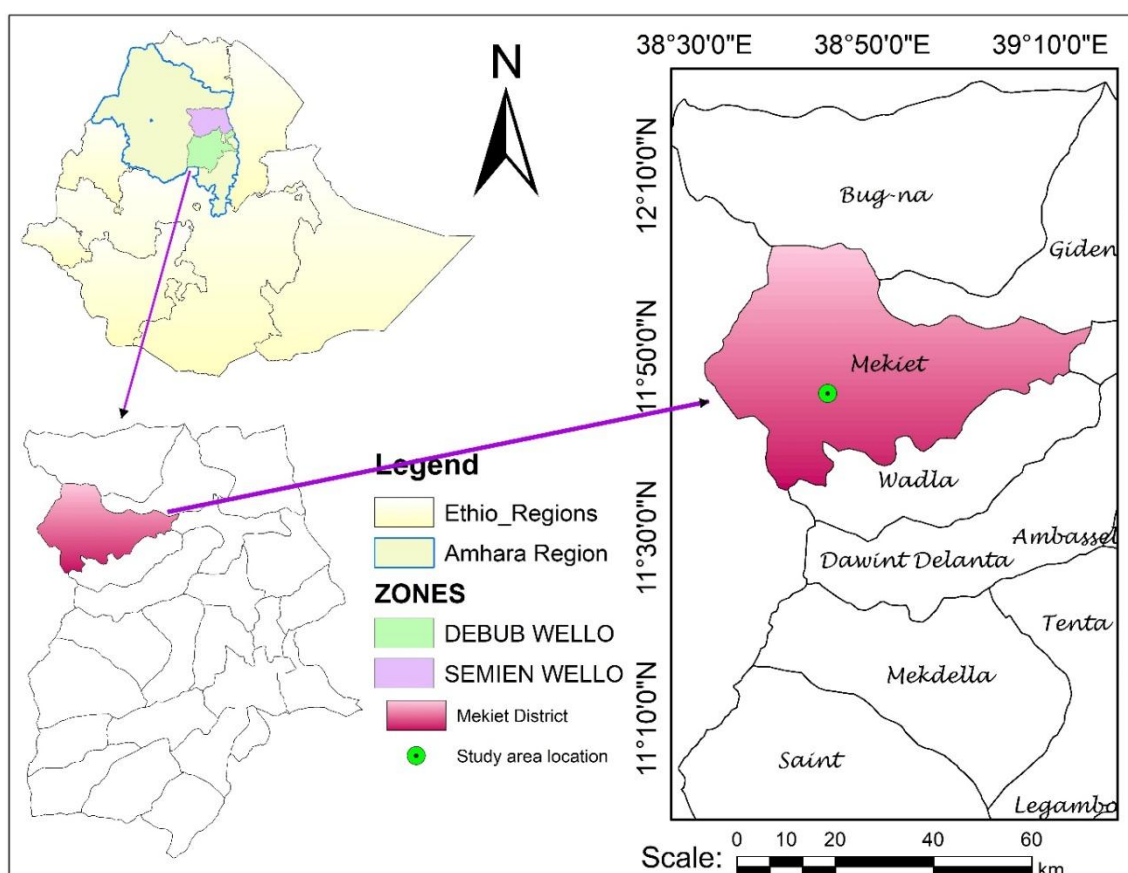 N
Legend
Ethio_Regions
Amhara Region
ZONES
DEBUB WELLO
SEMIEN WELLO
Mekiet District
Study area location
38°30'0"E 38°50'0"E 39°10'0"E
12°10'0"N
11°50'0"N
11°30'0"N
11°10'0"N
Bug-na
Giden
Mekiet
Wadla
Ambassel
Dawint Delanta
Tenta
Mekdella
Saint
Legambo
Scale: 0 10 20 40 60
km